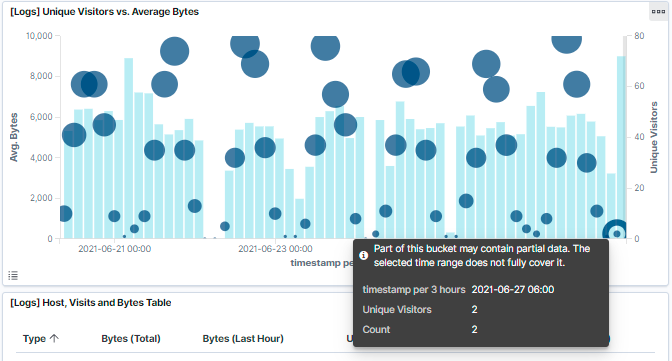 [Logs] Unique Visitors vs. Average Bytes
10,000
8,000
6,000
4,000
2,000
0
Avg. Bytes
80
60
40
20
0
Unique Visitors
2021-06-21 00:00
2021-06-23 00:00
timestamp per
Part of this bucket may contain partial data. The
selected time range does not fully cover it.
timestamp per 3 hours 2021-06-27 06:00
Unique Visitors 2
Count 2
[Logs] Host, Visits and Bytes Table
Type Bytes (Total) Bytes (Last Hour) U